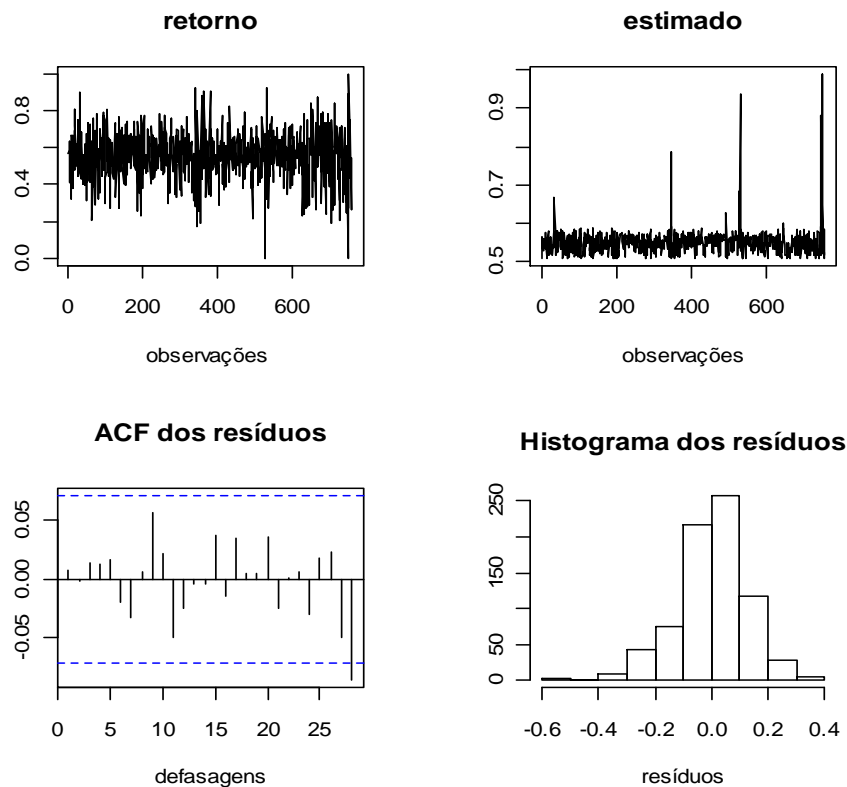 retorno
0.0 0.4 0.8
0 200 400 600
observações
estimado
0.5 0.7 0.9
0 200 400 600
observações
ACF dos resíduos
-0.05 0.00 0.05
0 5 10 15 20 25
defasagens
Histograma dos resíduos
0 50 150 250
-0.6 -0.4 -0.2 0.0 0.2 0.4
resíduos